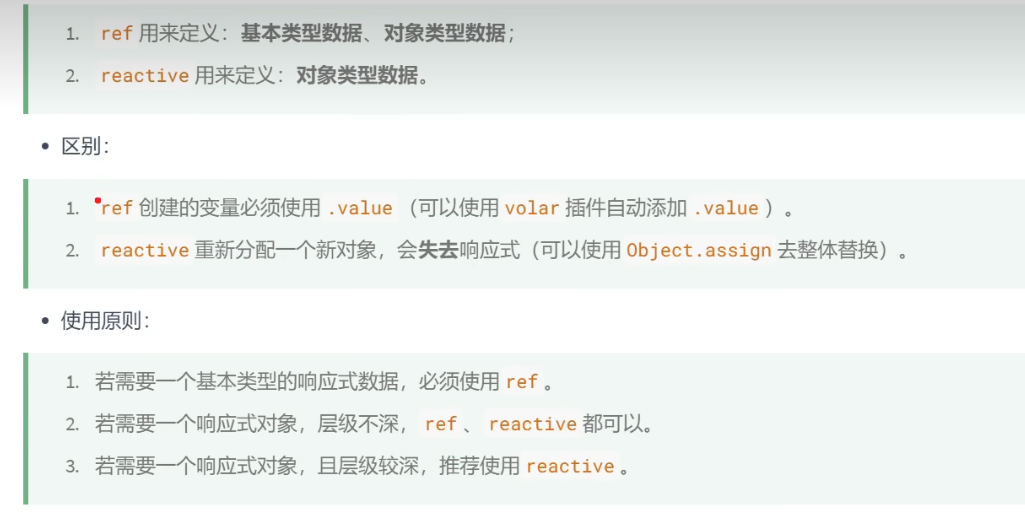 1. ref 用来定义：基本类型数据、对象类型数据；
2. reactive 用来定义：对象类型数据。
• 区别：
1. ref 创建的变量必须使用 .value （可以使用 volar 插件自动添加 .value ）。
2. reactive 重新分配一个新对象，会失去响应式（可以使用 Object.assign 去整体替换）。
• 使用原则：
1. 若需要一个基本类型的响应式数据，必须使用 ref 。
2. 若需要一个响应式对象，层级不深， ref 、 reactive 都可以。
3. 若需要一个响应式对象，且层级较深，推荐使用 reactive 。